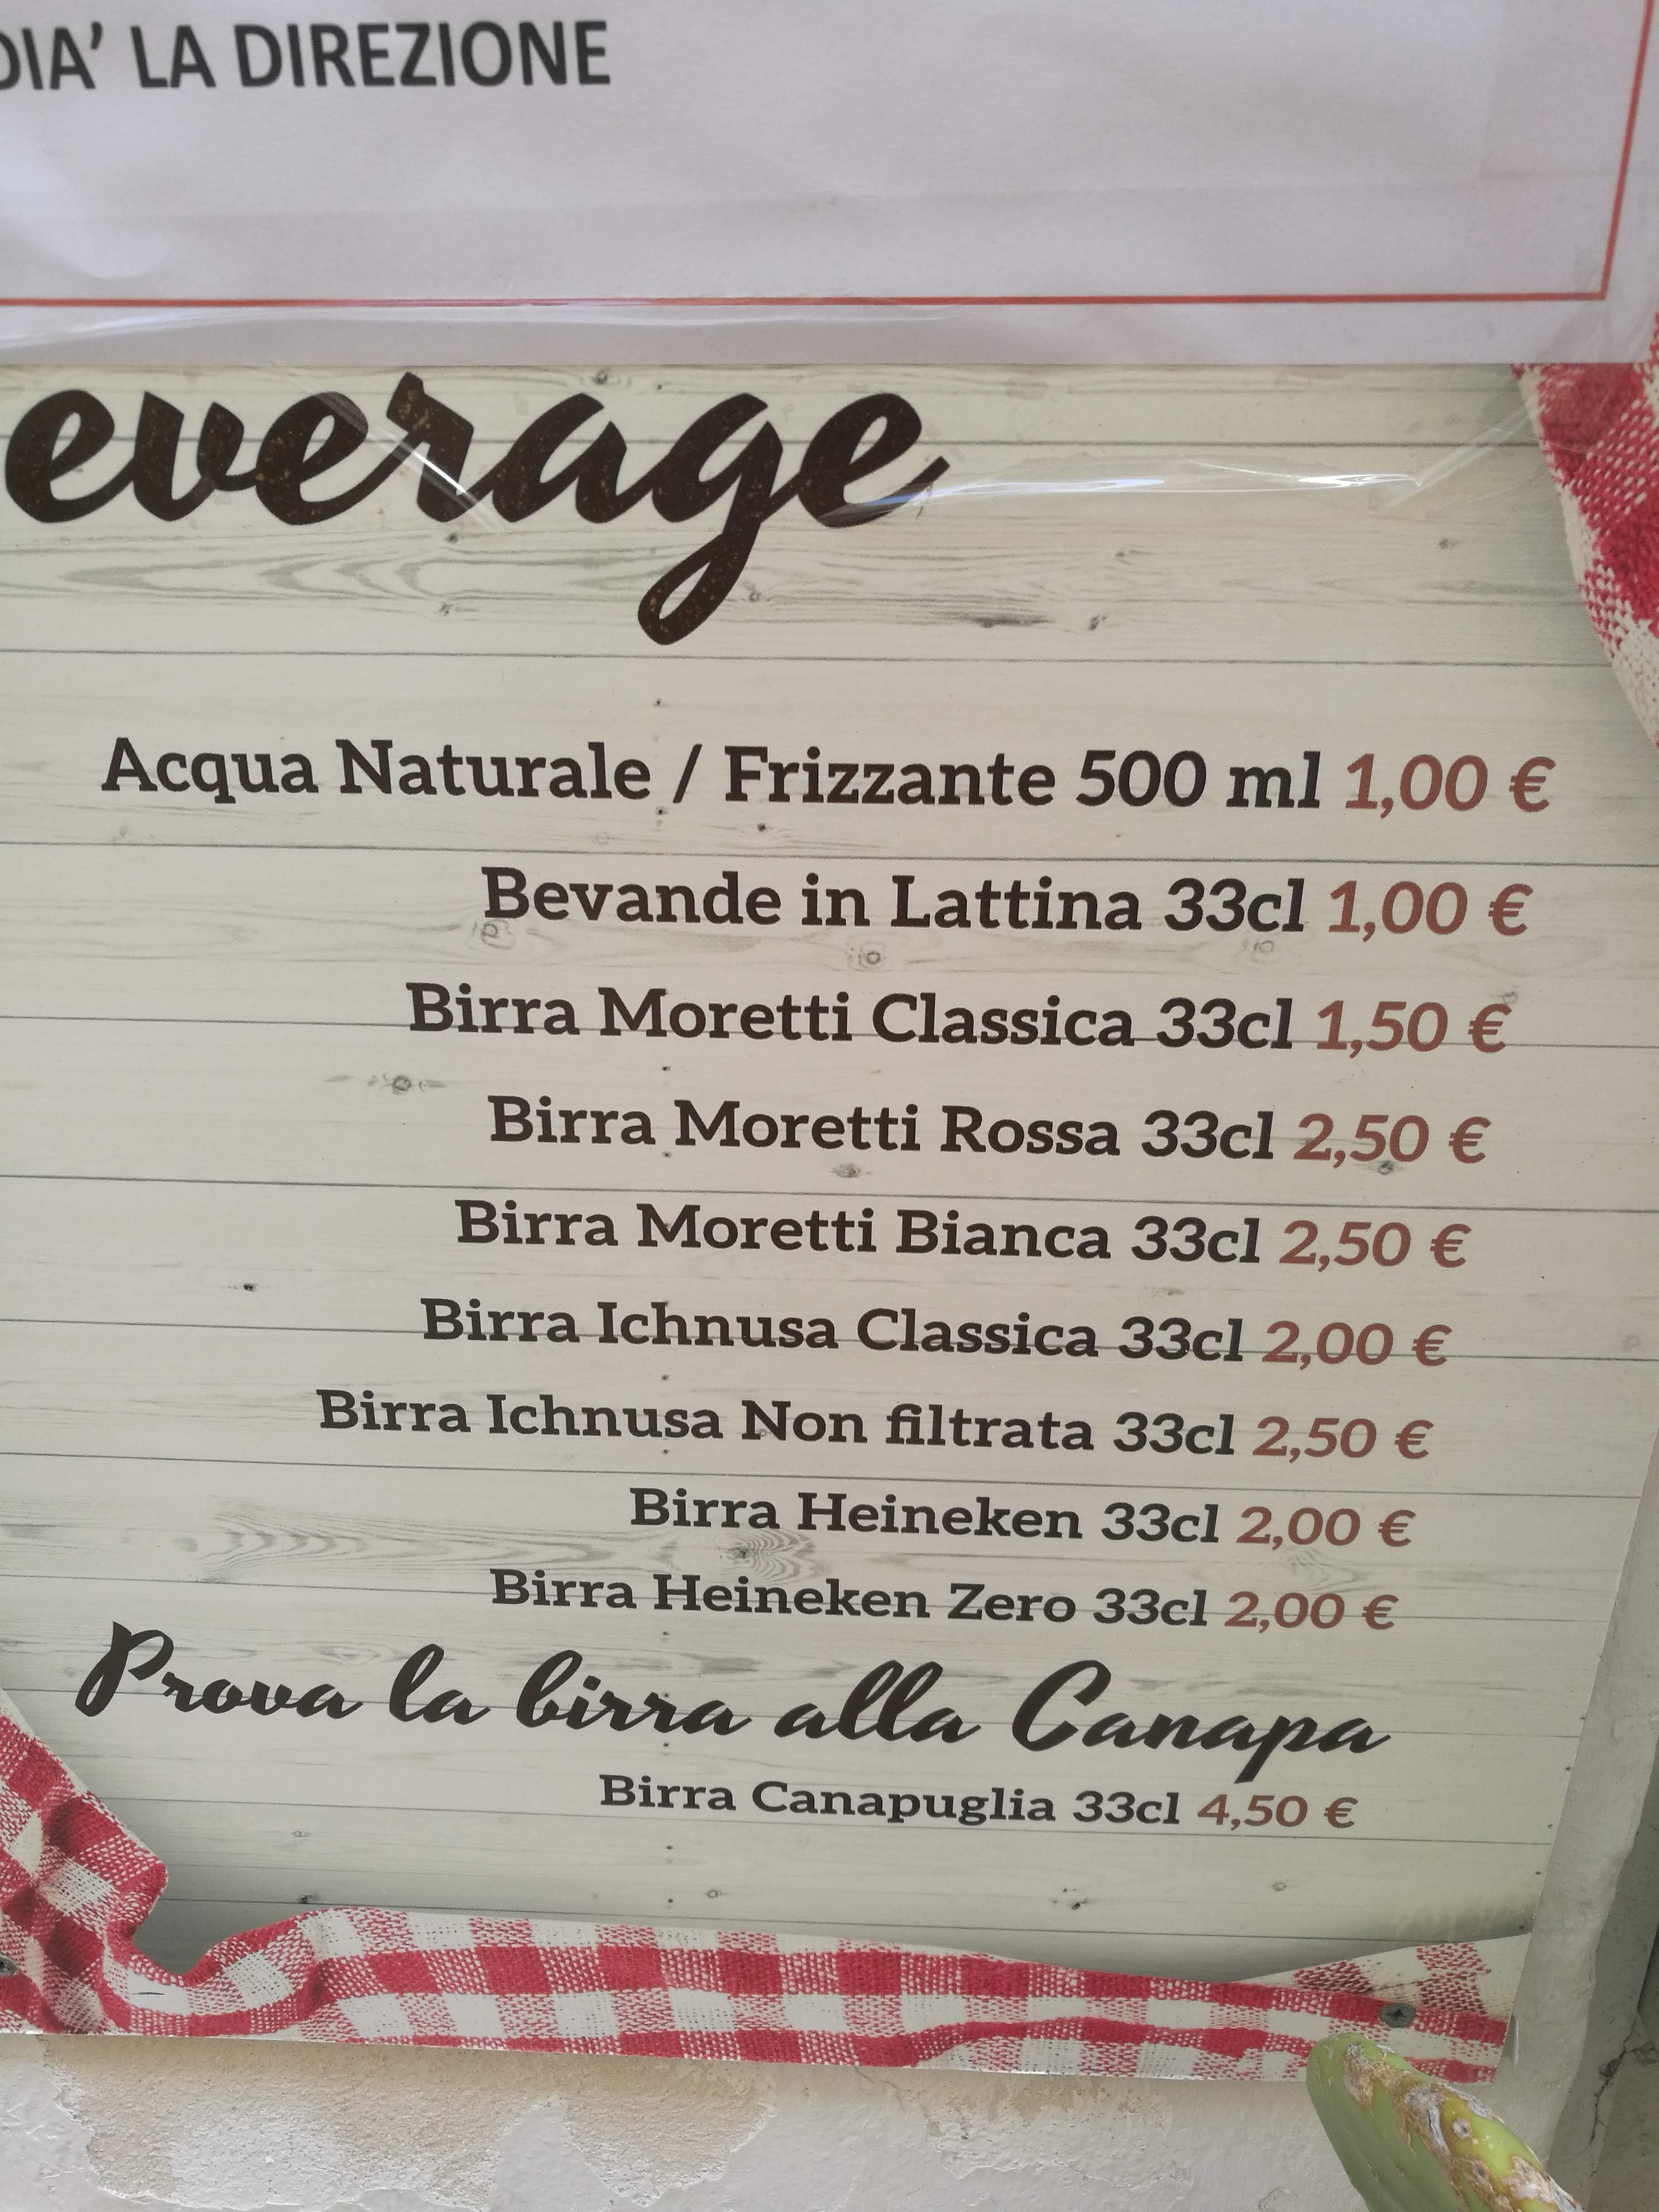 DIA' LA DIREZIONE
everage
Acqua Naturale / Frizzante 500 ml 1,00 €
Bevande in Lattina 33cl 1,00 €
Birra Moretti Classica 33cl 1,50 €
Birra Moretti Rossa 33cl 2,50 €
Birra Moretti Bianca 33cl 2,50 €
Birra Ichnusa Classica 33cl 2,00 €
Birra Ichnusa Non filtrata 33cl 2,50 €
Birra Heineken 33cl 2,00 €
Birra Heineken Zero 33cl 2,00 €
Prova la birra alla Canapa
Birra Canapuglia 33cl 4,50 €